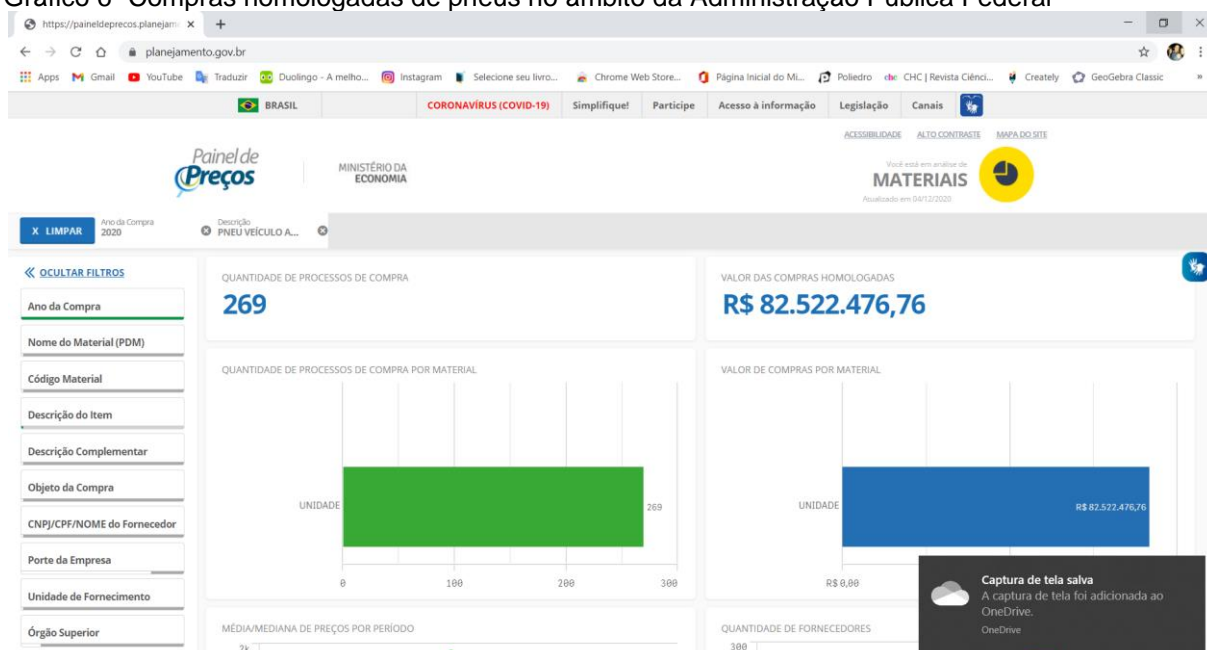 Gráfico 6- Compras homologadas de pneus no âmbito da Administração Pública Federal
https://paineldeprecos.planejam
planejamento.gov.br
Apps Gmail YouTube Traduzir Duolingo - A melho... Instagram Selecione seu livro... Chrome Web Store... Página Inicial do Mi... Poliedro CHC | Revista Ciênci... Creately GeoGebra Classic »
BRASIL CORONAVÍRUS (COVID-19) Simplifique! Participe Acesso à informação Legislação Canais
ACESSIBILIDADE ALTO CONTRASTE MAPA DO SITE
Painel de
Preços
MINISTÉRIO DA
ECONOMIA
Você está em análise de
MATERIAIS
Atualizado em 04/12/2020
X LIMPAR
Ano da Compra
2020
Descrição
PNEU VEÍCULO A...
OCULTAR FILTROS
Ano da Compra
Nome do Material (PDM)
Código Material
Descrição do Item
Descrição Complementar
Objeto da Compra
CNPJ/CPF/NOME do Fornecedor
Porte da Empresa
Unidade de Fornecimento
Órgão Superior
QUANTIDADE DE PROCESSOS DE COMPRA
269
VALOR DAS COMPRAS HOMOLOGADAS
R$ 82.522.476,76
QUANTIDADE DE PROCESSOS DE COMPRA POR MATERIAL
UNIDADE
269
0 100 200 300
VALOR DE COMPRAS POR MATERIAL
UNIDADE
R$ 82.522.476,76
R$ 0,00
MÉDIA/MEDIANA DE PREÇOS POR PERÍODO
2k
QUANTIDADE DE FORNECEDORES
300
Captura de tela salva
A captura de tela foi adicionada ao
OneDrive.
OneDrive